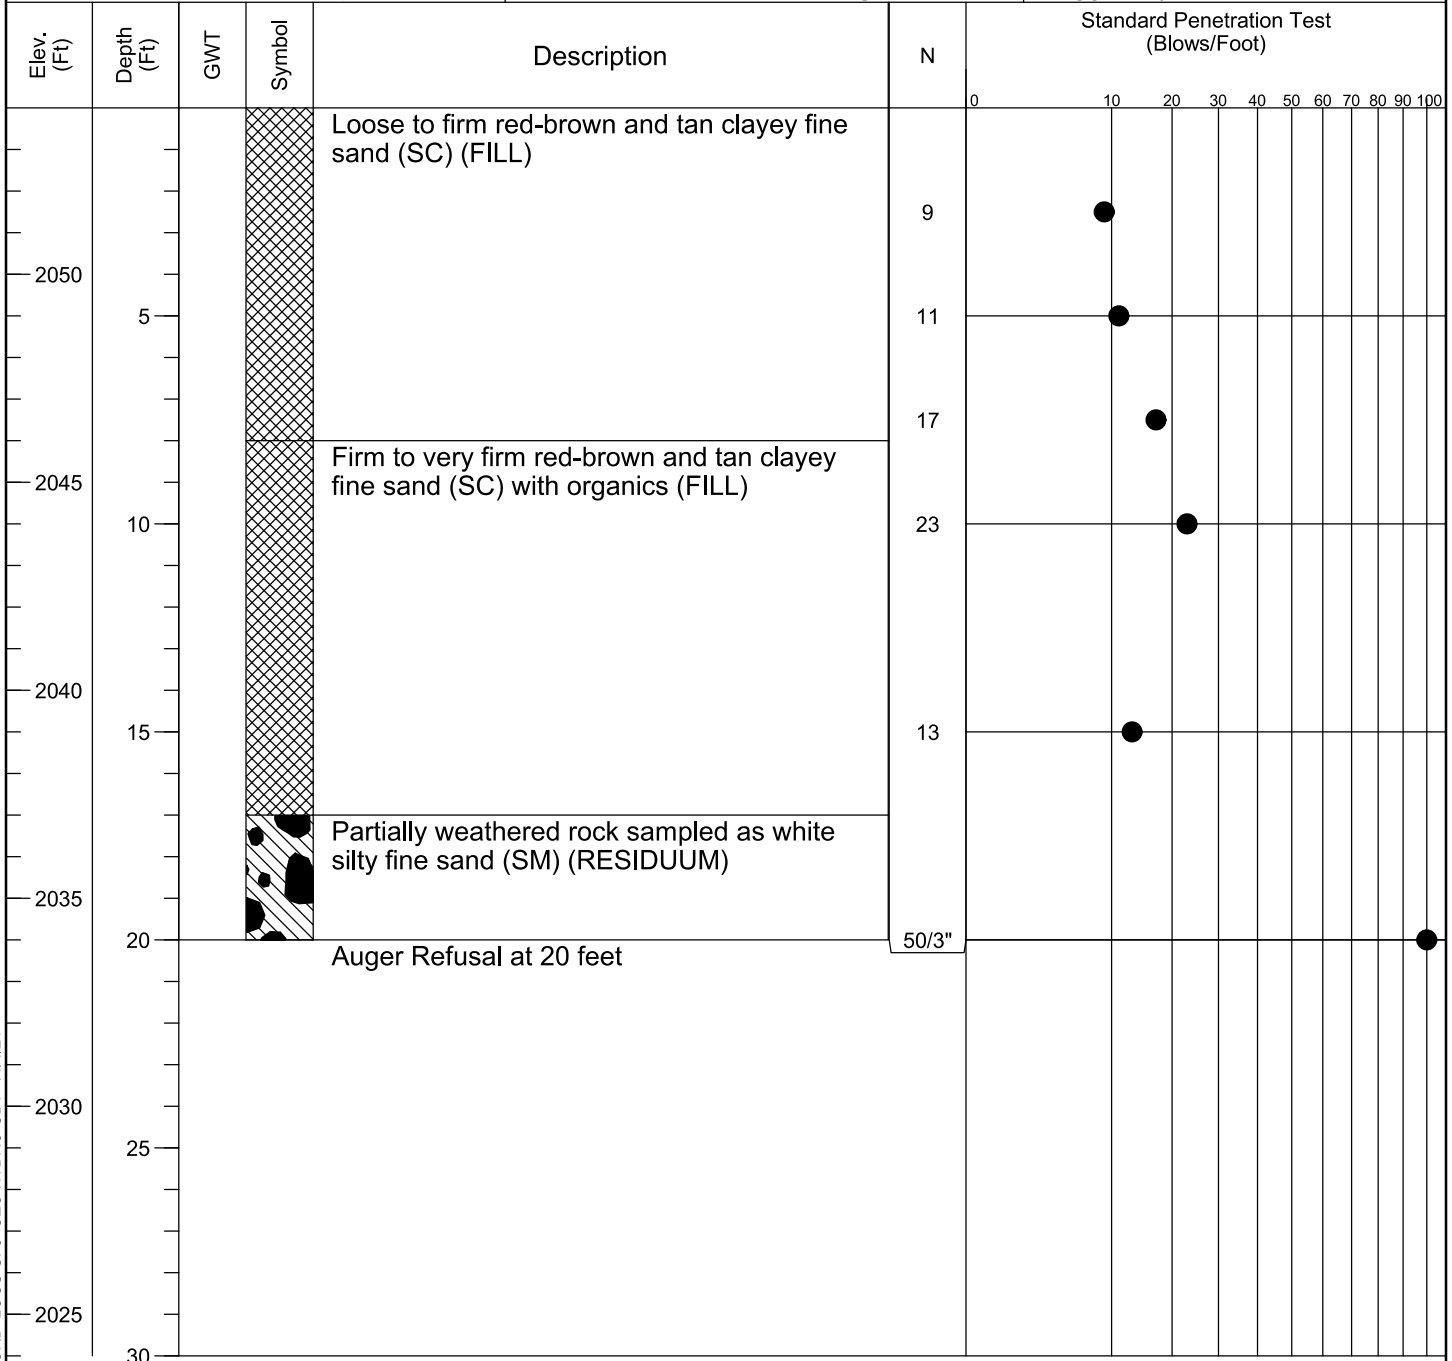 Elev.
(Ft)
Depth
(Ft)
GWT
Symbol
Description
N
Standard Penetration Test
(Blows/Foot)
0 10 20 30 40 50 60 70 80 90 100
Loose to firm red-brown and tan clayey fine
sand (SC) (FILL)
9
2050
5
11
17
Firm to very firm red-brown and tan clayey
fine sand (SC) with organics (FILL)
2045
10
23
2040
15
13
Partially weathered rock sampled as white
silty fine sand (SM) (RESIDUUM)
2035
20
50/3"
Auger Refusal at 20 feet
2030
25
2025
30